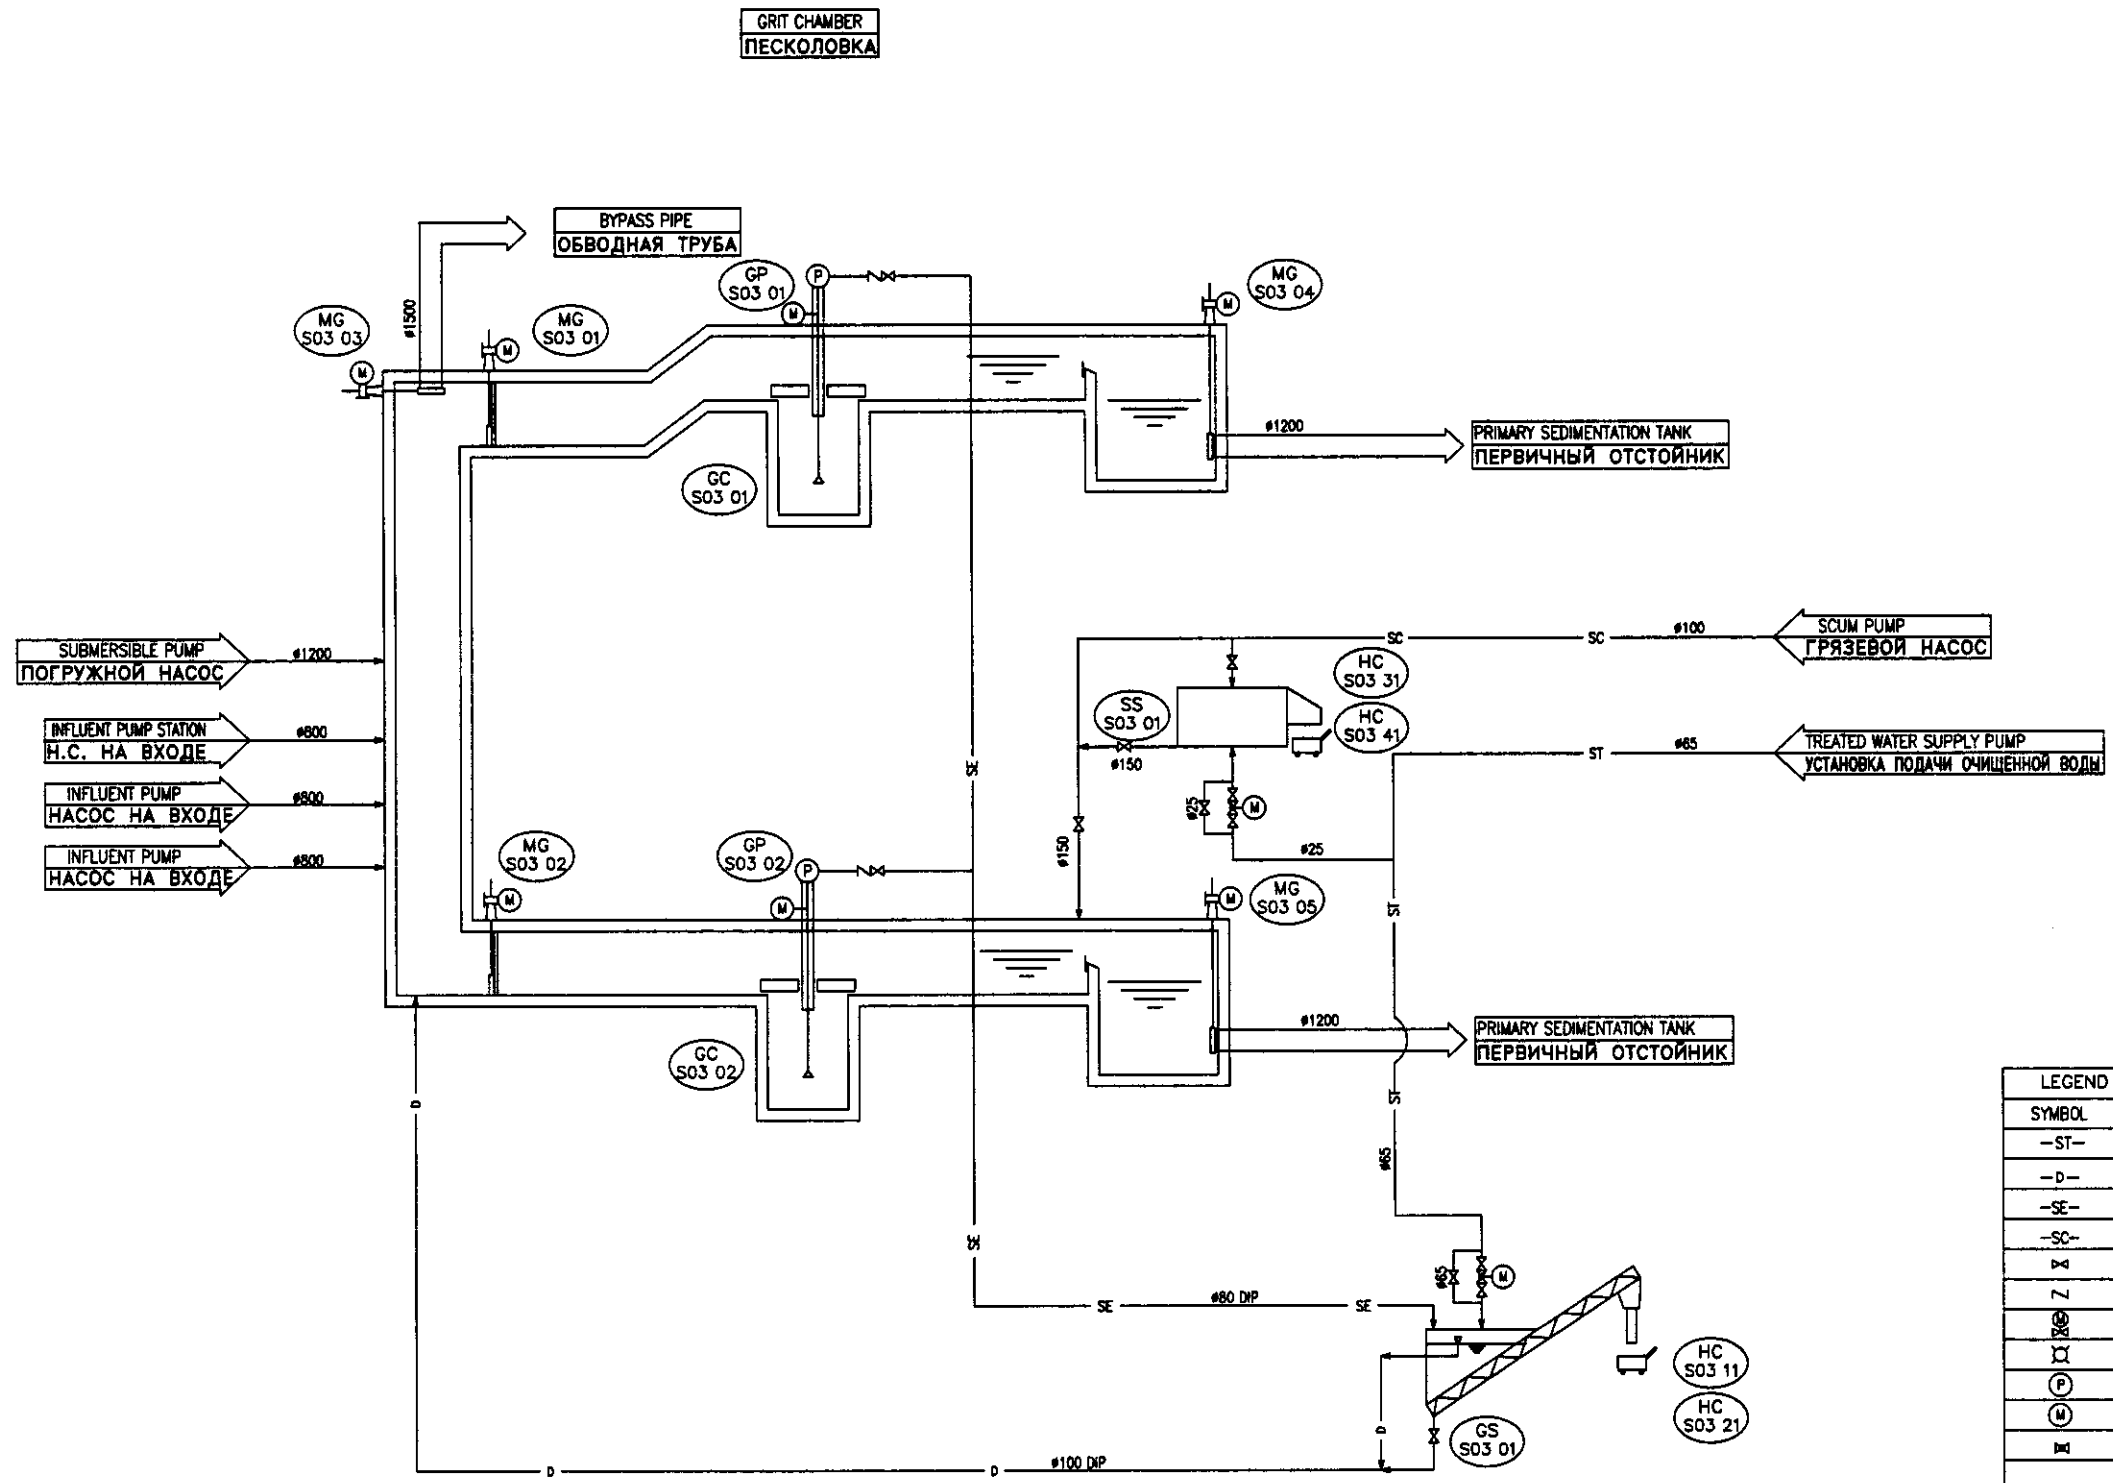 GRIT CHAMBER
ПЕСКОЛОВКА
BYPASS PIPE
ОБВОДНАЯ ТРУБА
GP
S03 01
MG
S03 04
MG
S03 03
ø1500
MG
S03 01
P
M
M
M
M
ø1200
PRIMARY SEDIMENTATION TANK
ПЕРВИЧНЫЙ ОТСТОЙНИК
GC
S03 01
SUBMERSIBLE PUMP
ПОГРУЖНОЙ НАСОС
ø1200
INFLUENT PUMP STATION
Н.С. НА ВХОДЕ
ø800
INFLUENT PUMP
НАСОС НА ВХОДЕ
ø800
INFLUENT PUMP
НАСОС НА ВХОДЕ
ø800
SC
SC
ø100
SCUM PUMP
ГРЯЗЕВОЙ НАСОС
HC
S03 31
SS
S03 01
HC
S03 41
ø150
SE
ST
ø65
TREATED WATER SUPPLY PUMP
УСТАНОВКА ПОДАЧИ ОЧИЩЕННОЙ ВОДЫ
ø25
M
ø25
ø150
MG
S03 02
GP
S03 02
P
M
M
MG
S03 05
M
ST
GC
S03 02
ø1200
PRIMARY SEDIMENTATION TANK
ПЕРВИЧНЫЙ ОТСТОЙНИК
D
ST
ø65
SE
ø65
M
SE
ø80 DIP
SE
HC
S03 11
HC
S03 21
D
GS
S03 01
D
D
ø100 DIP
LEGEND
SYMBOL
-ST-
-D-
-SE-
-SC-
M
P
M